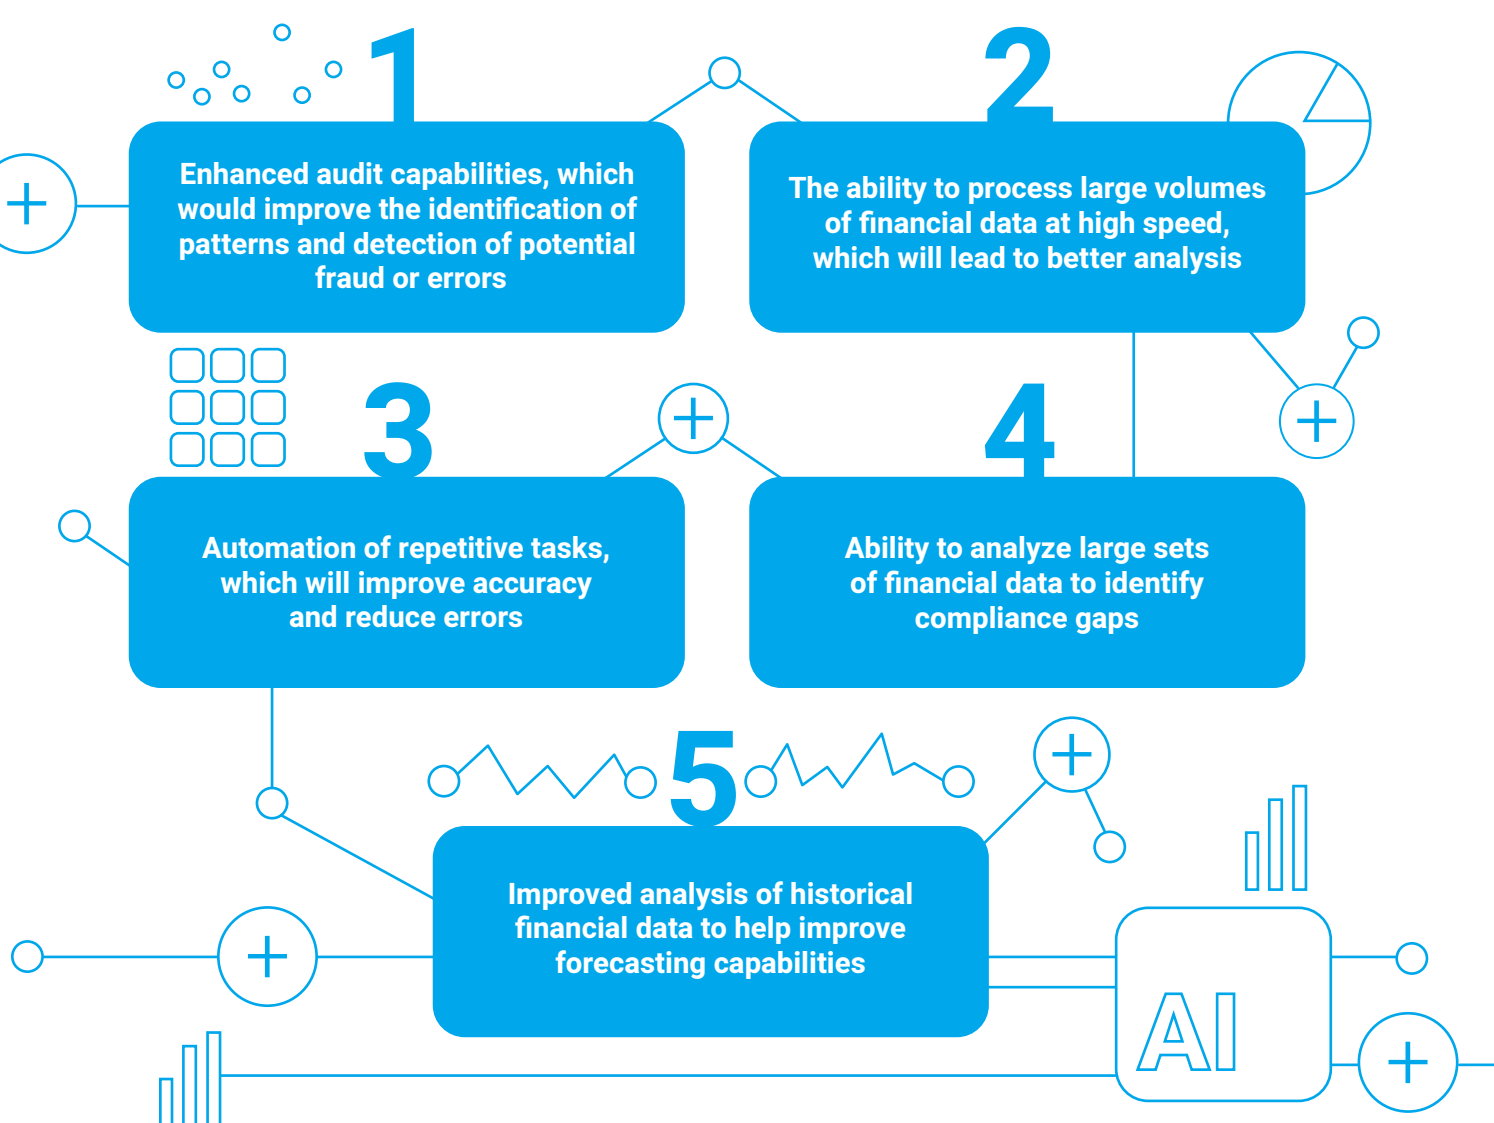 1
Enhanced audit capabilities, which
would improve the identification of
patterns and detection of potential
fraud or errors
2
The ability to process large volumes
of financial data at high speed,
which will lead to better analysis
3
Automation of repetitive tasks,
which will improve accuracy
and reduce errors
4
Ability to analyze large sets
of financial data to identify
compliance gaps
5
Improved analysis of historical
financial data to help improve
forecasting capabilities
AI